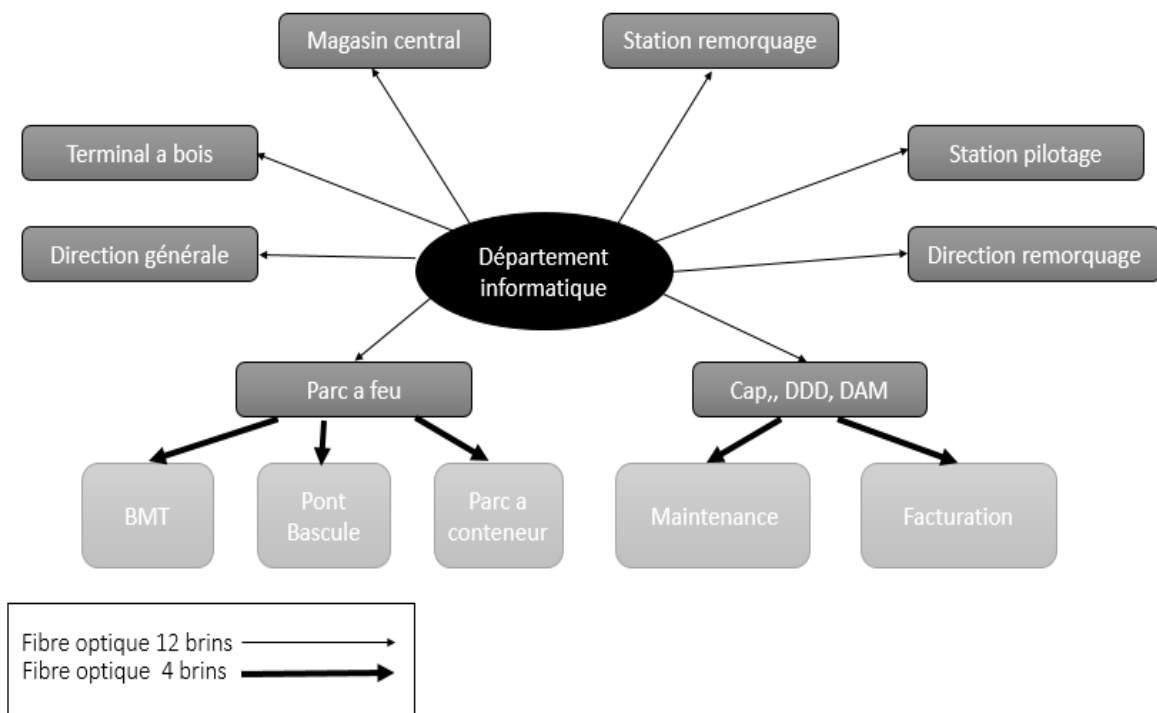 Magasin central
Station remorquage
Terminal a bois
Station pilotage
Département
informatique
Direction générale
Direction remorquage
Parc a feu
Cap,, DDD, DAM
BMT
Pont
Bascule
Parc a
conteneur
Maintenance
Facturation
Fibre optique 12 brins
Fibre optique 4 brins